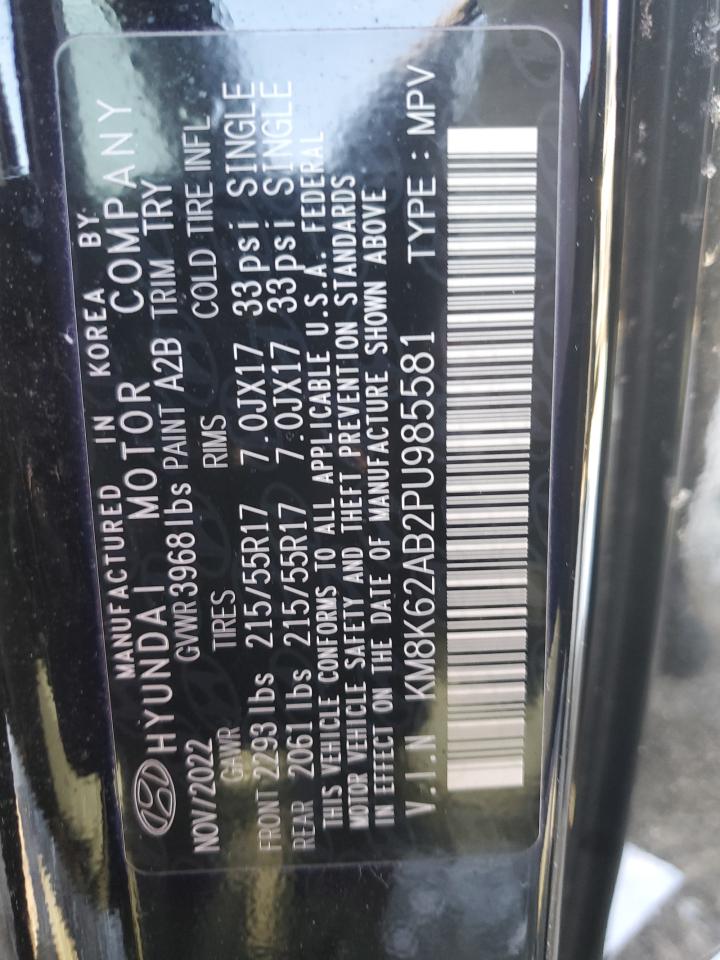 MANUFACTURED IN KOREA BY
HYUNDAI MOTOR COMPANY
NOV/2022 GVWR 3968lbs PAINT A2B TRIM TRY
GAWR TIRES RIMS COLD TIRE INFL
FRONT 2293 lbs 215/55R17 7.0JX17 33psi SINGLE
REAR 2061 lbs 215/55R17 7.0JX17 33psi SINGLE
THIS VEHICLE CONFORMS TO ALL APPLICABLE U.S.A. FEDERAL
MOTOR VEHICLE SAFETY AND THEFT PREVENTION STANDARDS
IN EFFECT ON THE DATE OF MANUFACTURE SHOWN ABOVE
V.I.N KM8K62AB2PU985581 TYPE : MPV